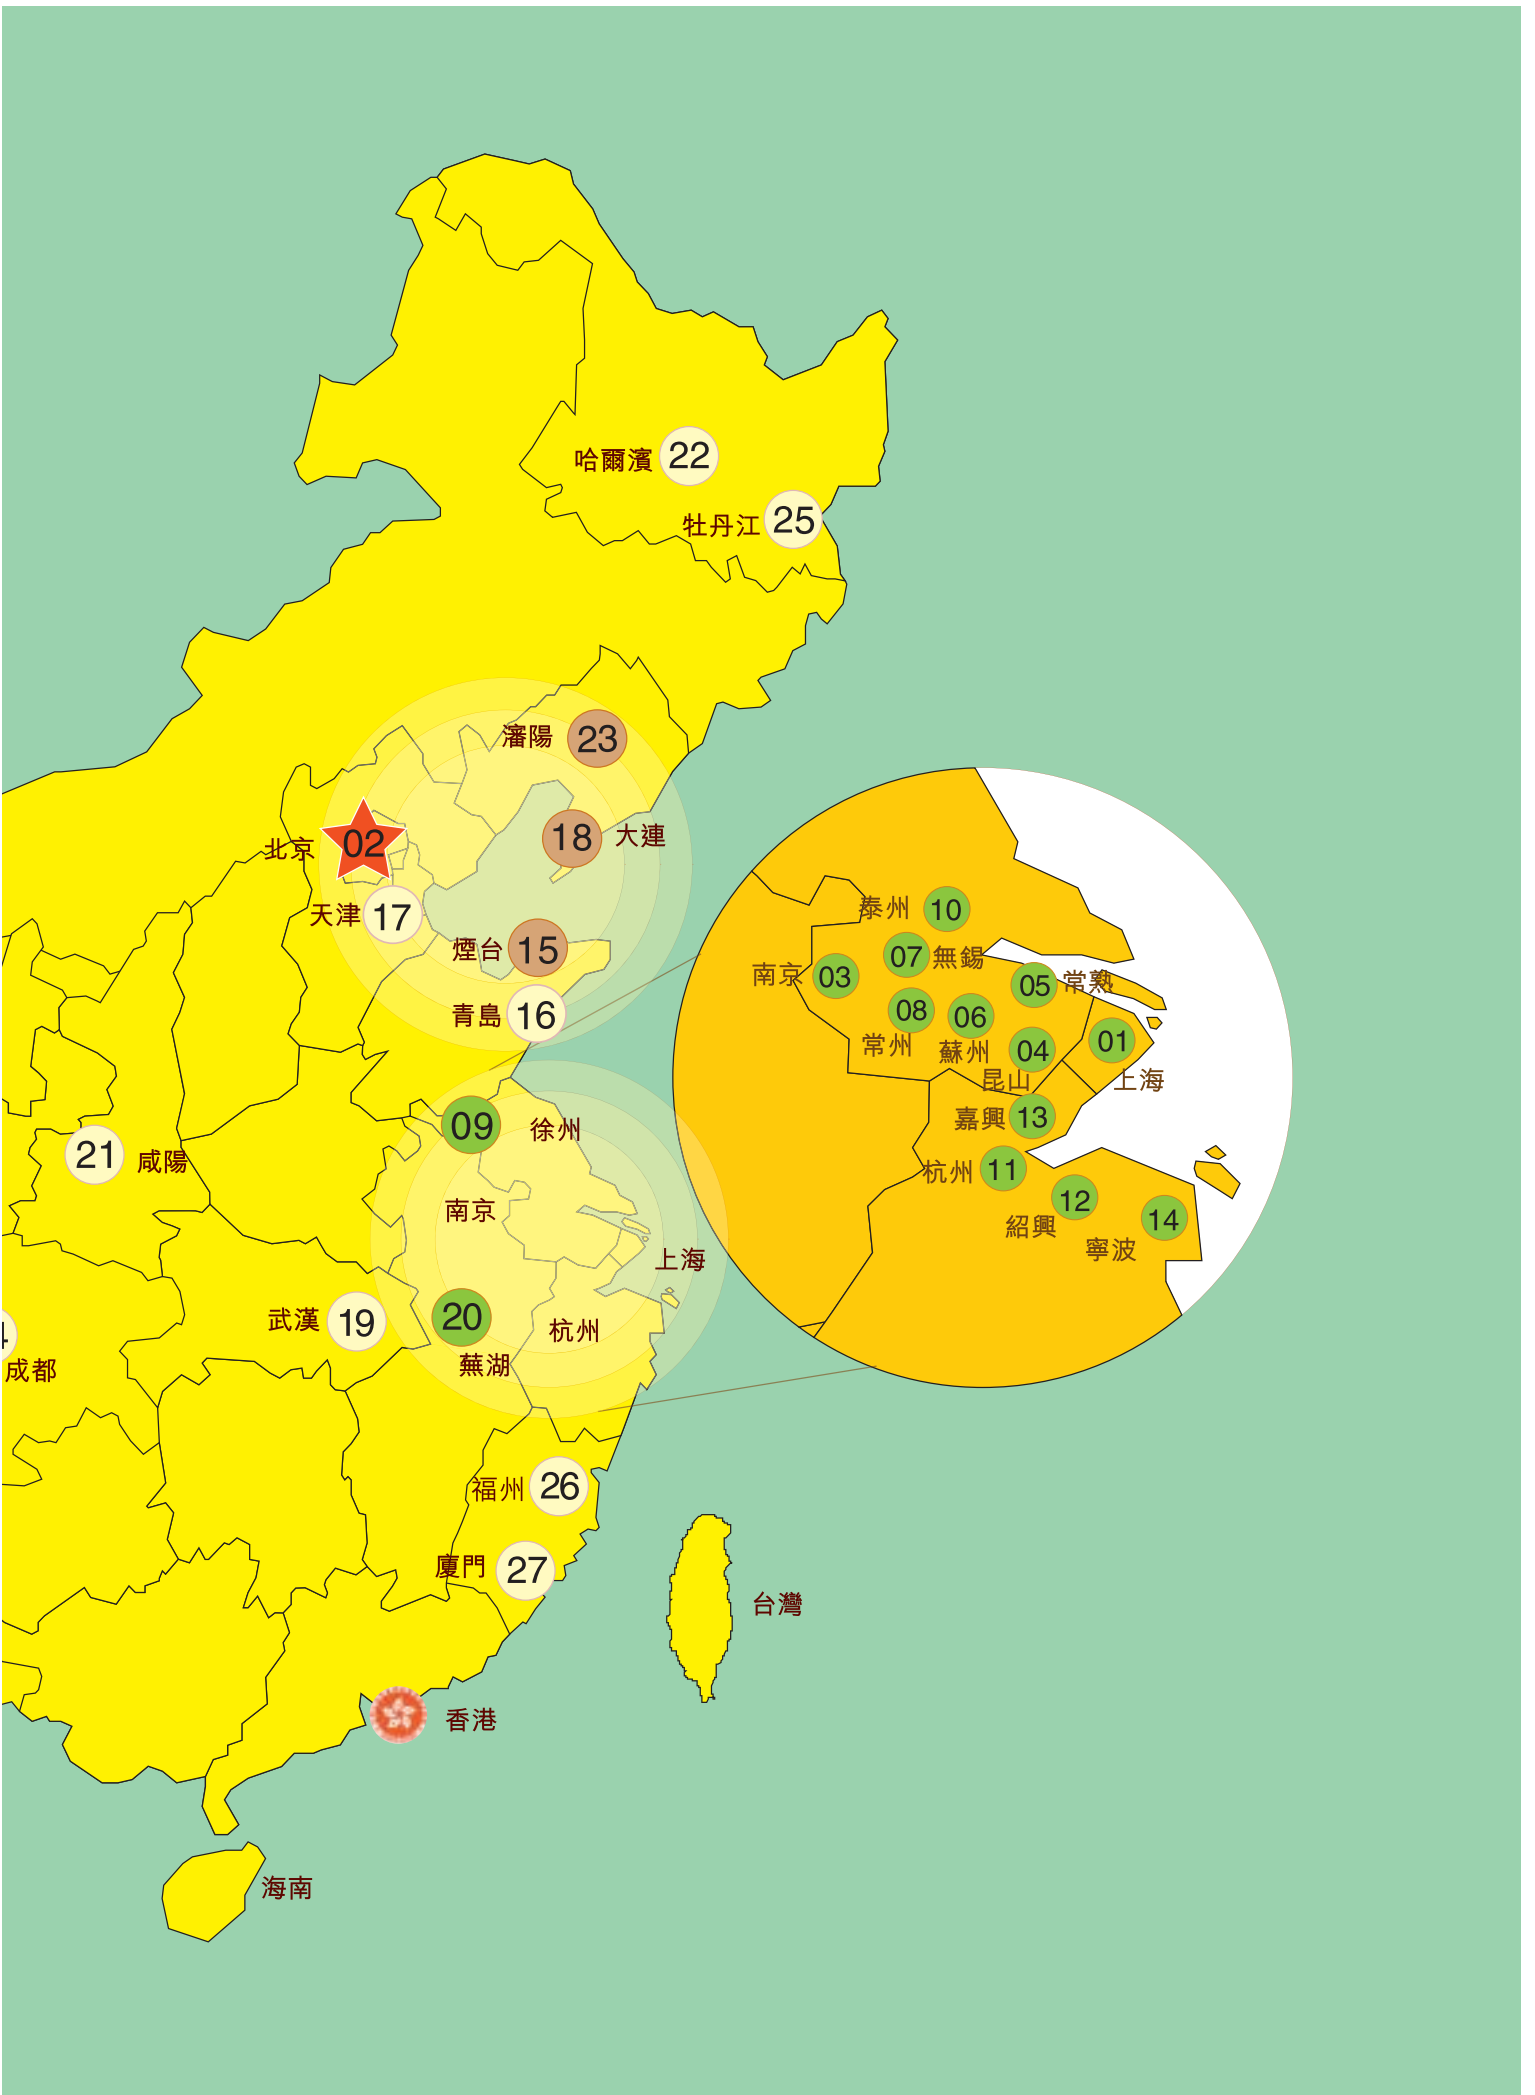 哈爾濱 22
牡丹江 25
瀋陽 23
北京 02
18 大連
天津 17
煙台 15
青島 16
09 徐州
21 咸陽
南京
上海
武漢 19
20
蕪湖
杭州
4
成都
福州 26
廈門 27
台灣
香港
海南
泰州 10
07 無錫
南京 03
05 常熟
08
常州
06
蘇州
04
昆山
01
上海
嘉興 13
杭州 11
12
紹興
14
寧波